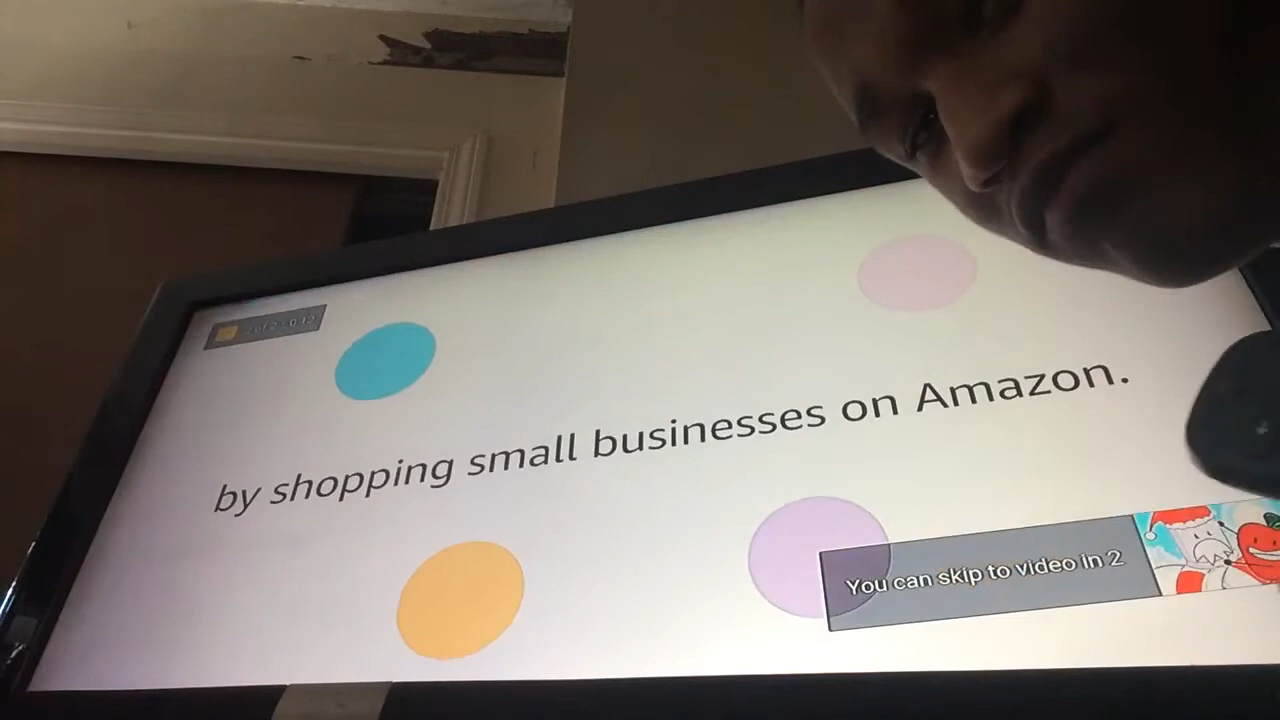 by shopping small businesses on Amazon.
You can skip to video in 2